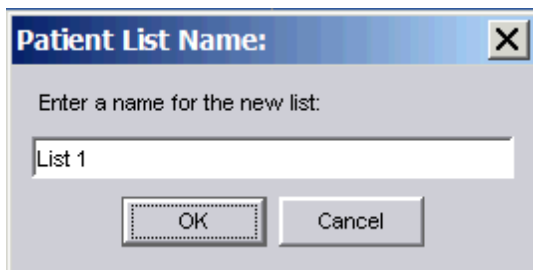 Patient List Name:
Enter a name for the new list:
List 1
OK Cancel